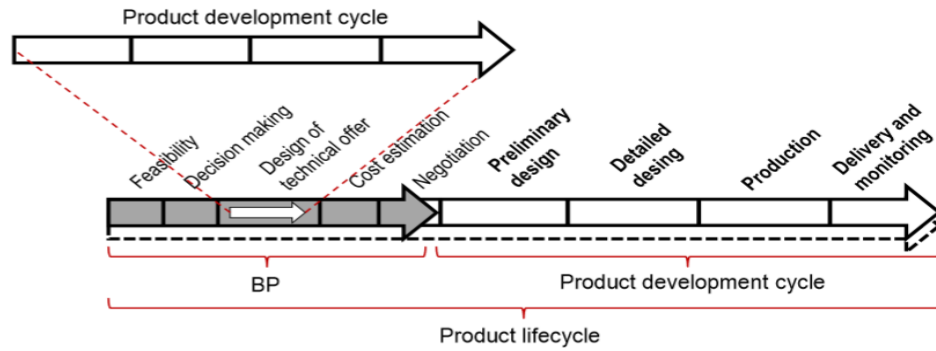 Product development cycle
Feasibility
Decision making
Design of
technical offer
Cost estimation
Negotiation
Preliminary
design
Detailed
desing
Production
Delivery and
monitoring
BP
Product development cycle
Product lifecycle